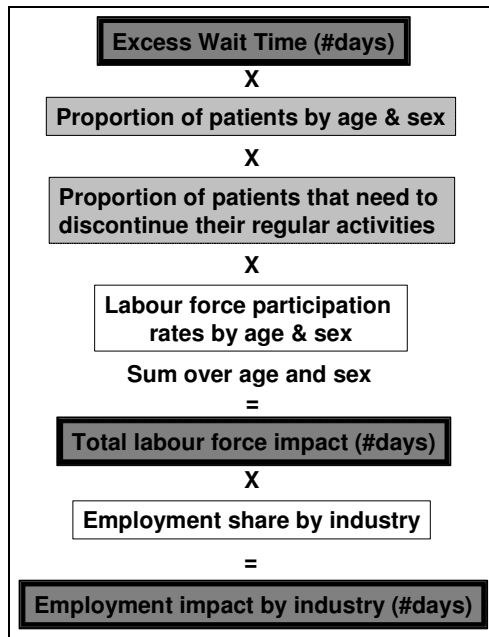 Excess Wait Time (#days)
X
Proportion of patients by age & sex
X
Proportion of patients that need to
discontinue their regular activities
X
Labour force participation
rates by age & sex
Sum over age and sex
=
Total labour force impact (#days)
X
Employment share by industry
=
Employment impact by industry (#days)